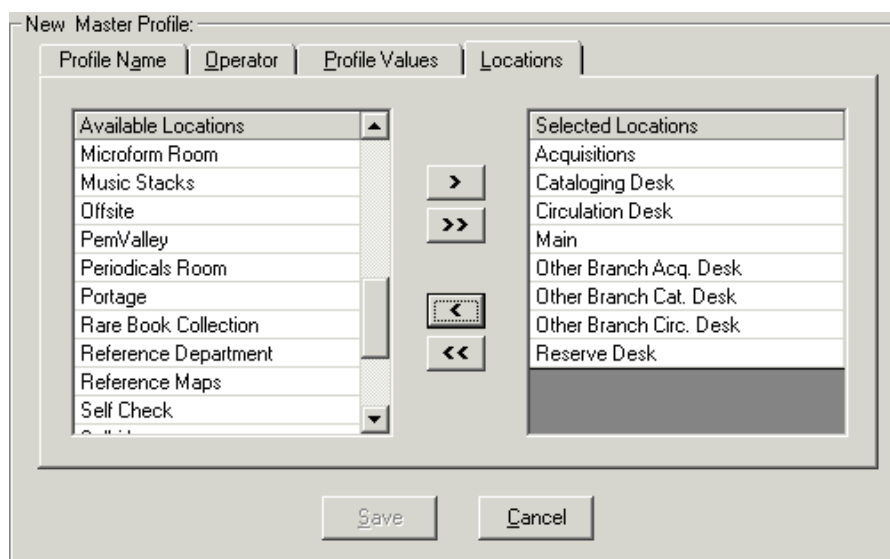 New Master Profile:
Profile Name Operator Profile Values Locations
Available Locations
Microform Room
Music Stacks
Offsite
PemValley
Periodicals Room
Portage
Rare Book Collection
Reference Department
Reference Maps
Self Check
>
>>
<
<<
Selected Locations
Acquisitions
Cataloging Desk
Circulation Desk
Main
Other Branch Acq. Desk
Other Branch Cat. Desk
Other Branch Circ. Desk
Reserve Desk
Save Cancel